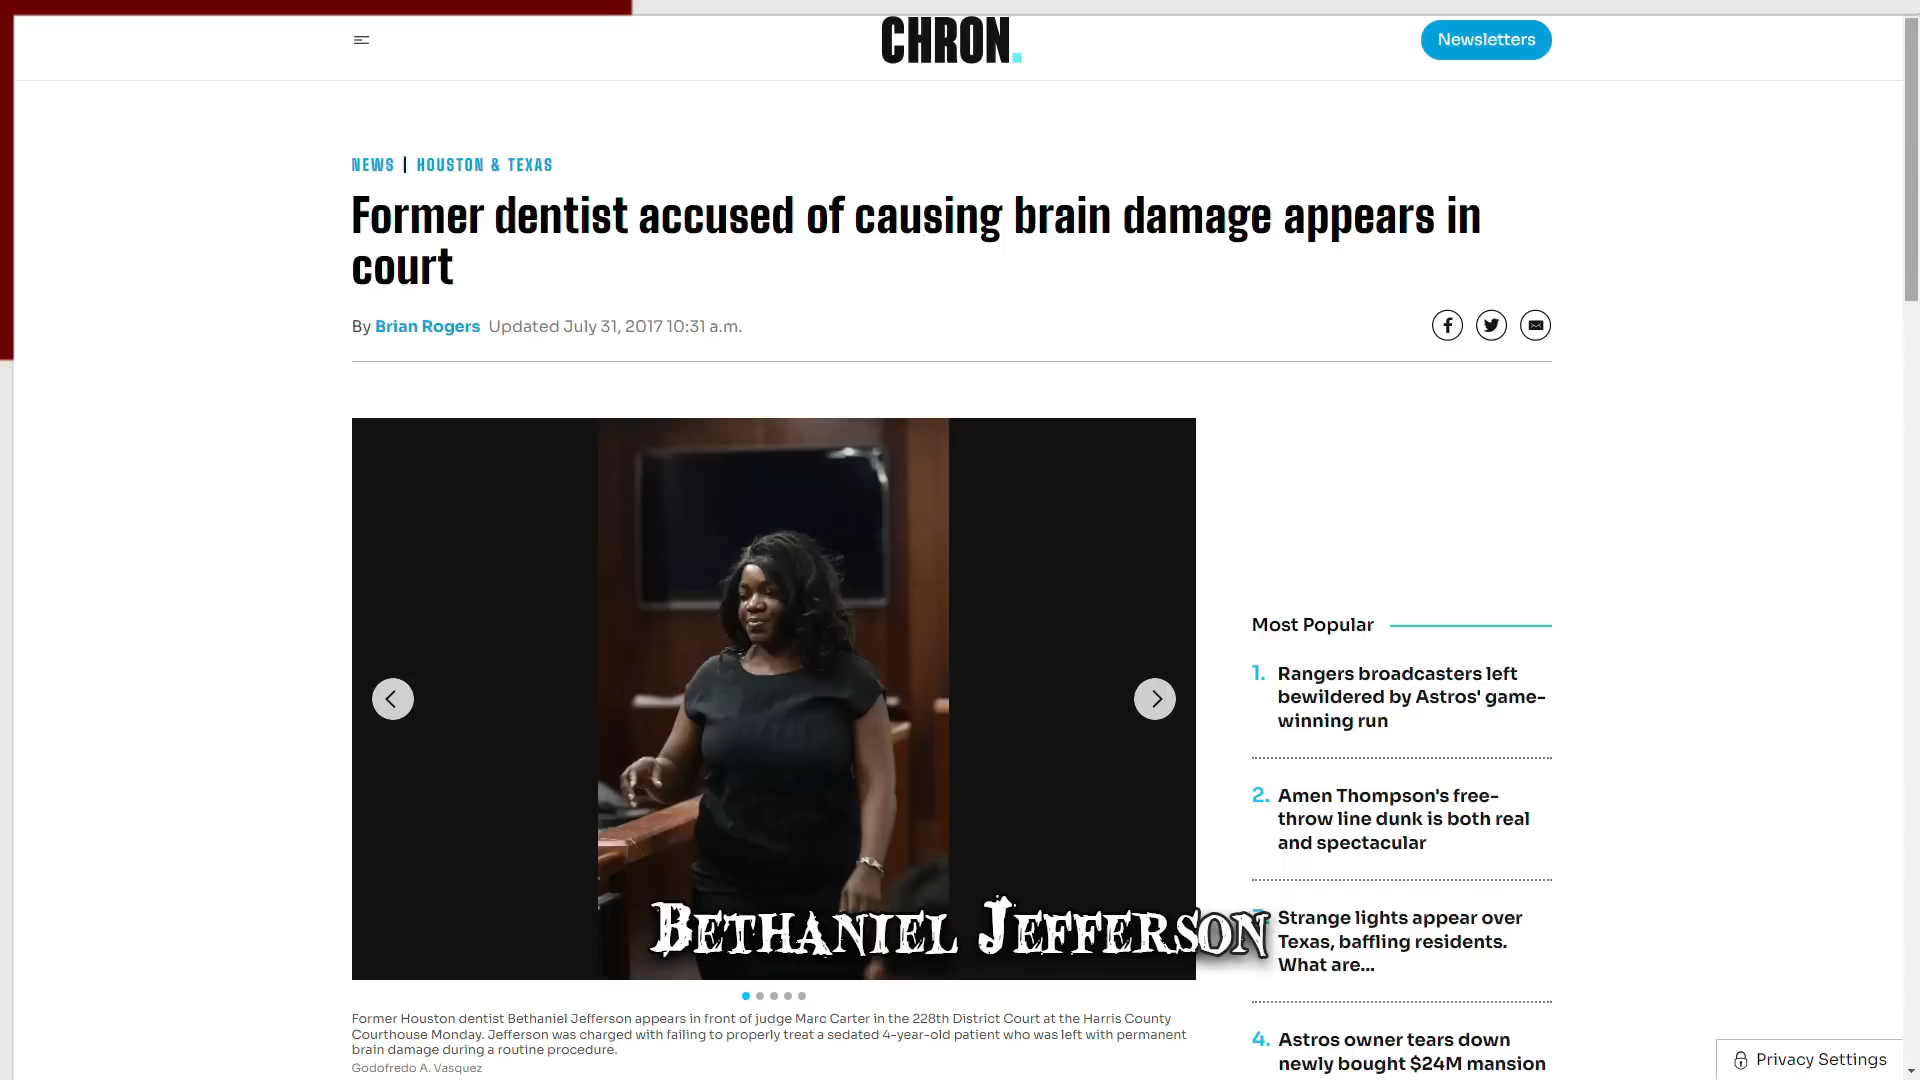 CHRON.
Newsletters
NEWS | HOUSTON & TEXAS
Former dentist accused of causing brain damage appears in
court
By Brian Rogers Updated July 31, 2017 10:31 a.m.
BETHANIEL JEFFERSON
Former Houston dentist Bethaniel Jefferson appears in front of judge Marc Carter in the 228th District Court at the Harris County
Courthouse Monday. Jefferson was charged with failing to properly treat a sedated 4-year-old patient who was left with permanent
brain damage during a routine procedure.
Godofredo A. Vasquez
Most Popular
1. Rangers broadcasters left
bewildered by Astros' game-
winning run
2. Amen Thompson's free-
throw line dunk is both real
and spectacular
3. Strange lights appear over
Texas, baffling residents.
What are...
4. Astros owner tears down
newly bought $24M mansion
Privacy Settings